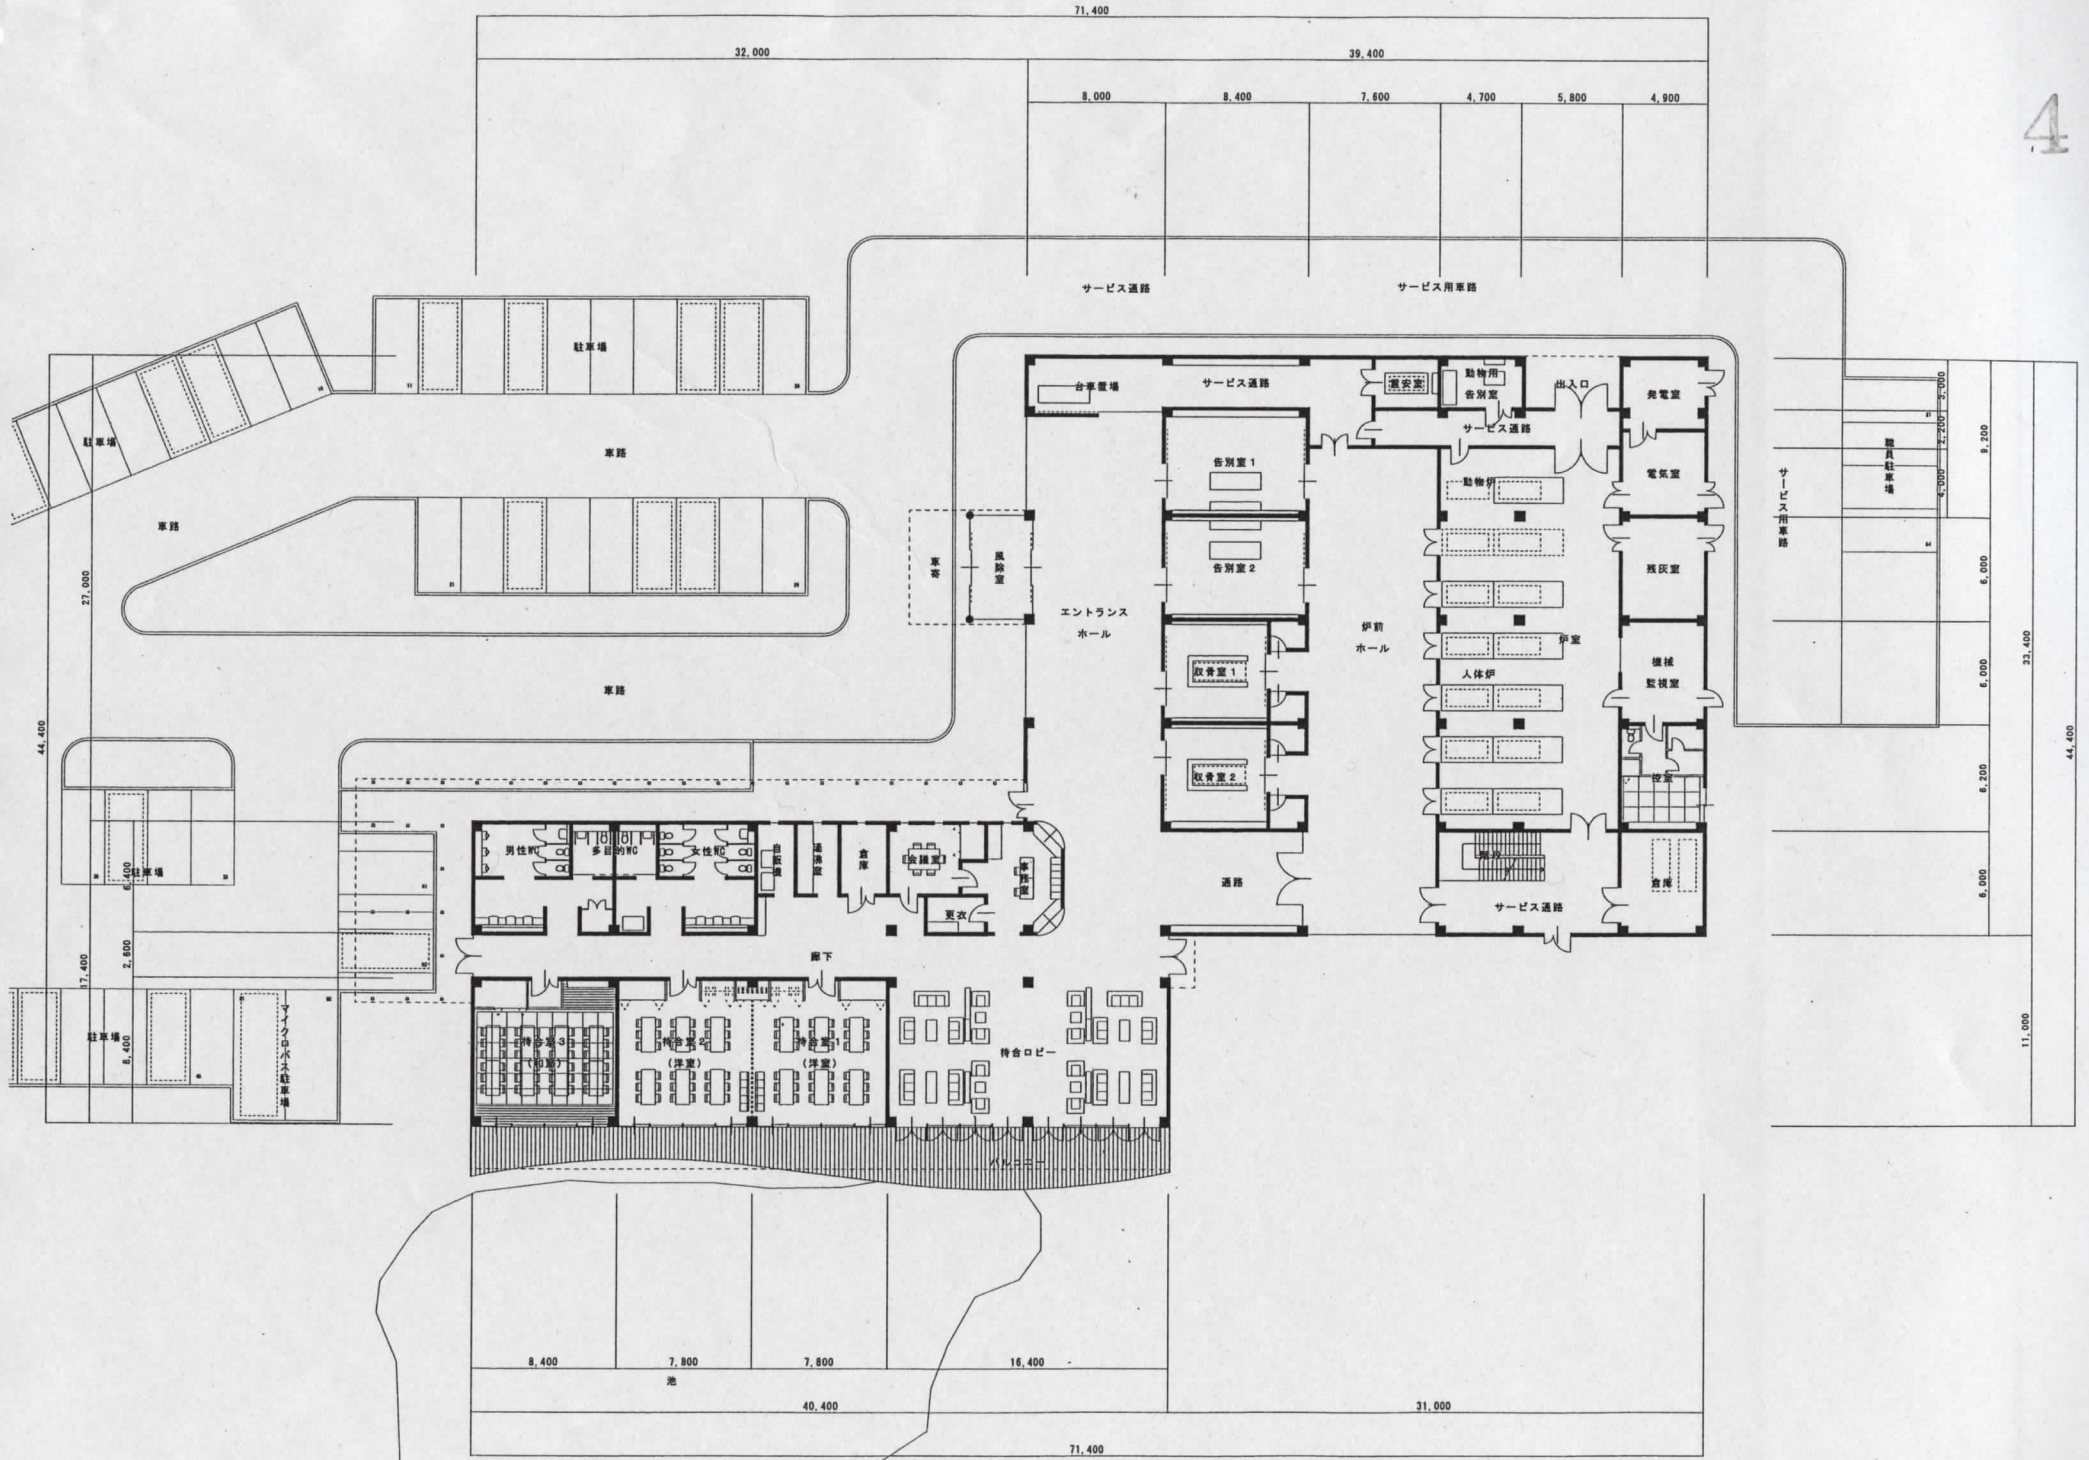 71,400
32,000
39,400
8,000
8,400
7,600
4,700
5,800
4,900
4
サービス通路
サービス用車路
駐車場
駐車場
車路
車路
車路
台車置場
サービス通路
霊安室
動物用
告別室
出入口
発電室
サービス通路
告別室1
電気室
動物炉
告別室2
車寄
風除室
残灰室
エントランス
ホール
炉前
ホール
炉室
機械
監視室
収骨室1
人体炉
収骨室2
控室
サービス用車路
職員駐車場
3,000
2,200
4,000
9,200
6,000
6,000
6,200
6,000
33,400
11,000
44,400
27,000
44,400
17,400
6,400
2,600
8,400
駐車場
駐車場
マイクロバス駐車場
男性WC
多目的WC
女性WC
自販機
湯沸室
倉庫
会議室
事務室
更衣
通路
階段
倉庫
サービス通路
廊下
待合室3
(和室)
待合室2
(洋室)
待合室1
(洋室)
待合ロビー
バルコニー
8,400
7,800
7,800
16,400
池
40,400
31,000
71,400